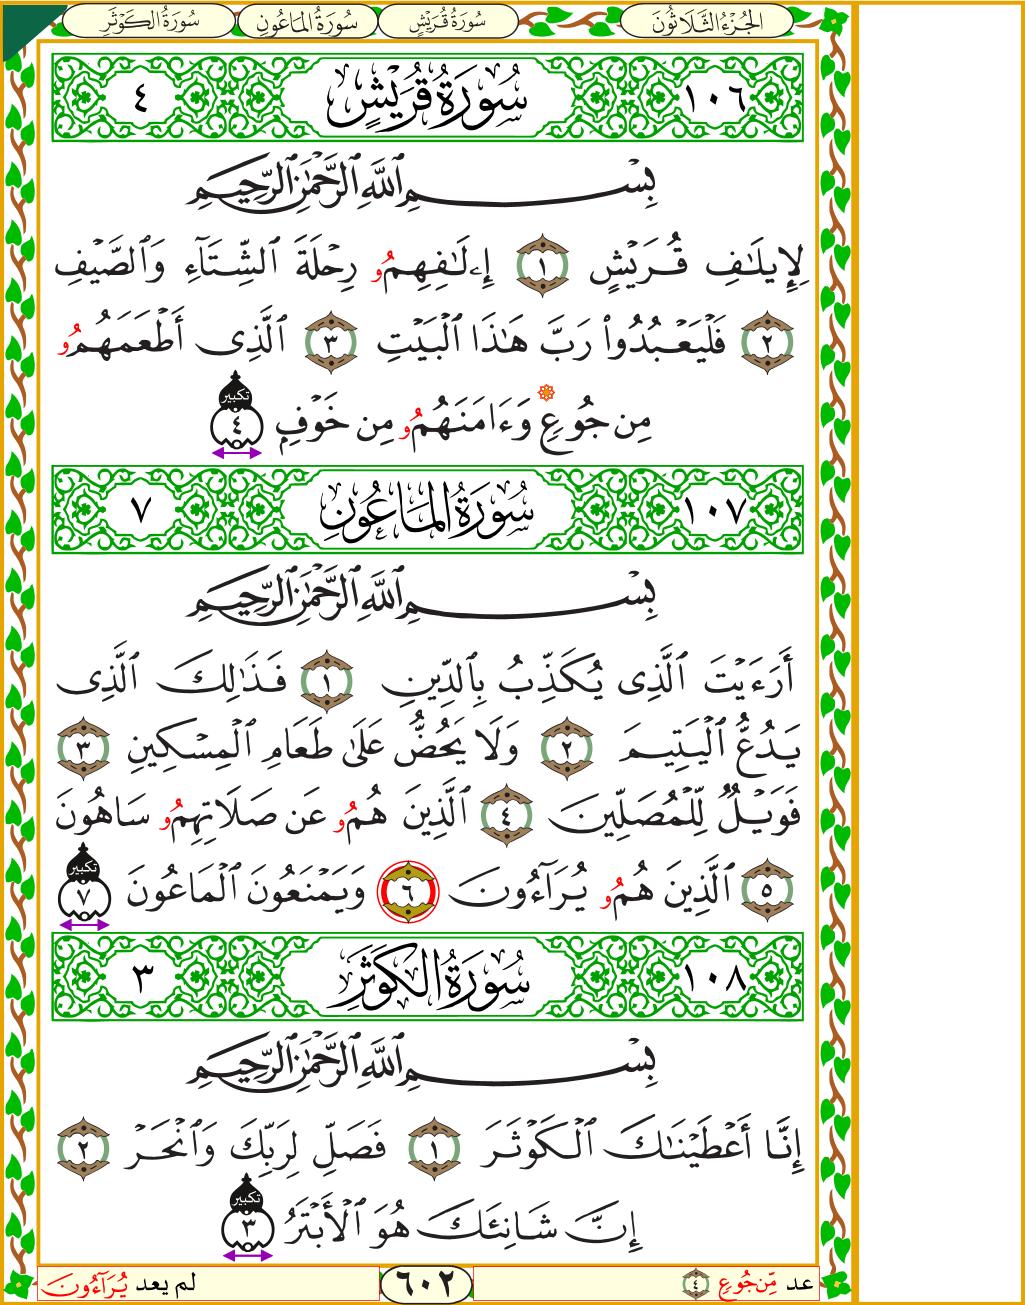 الجُزْءُ الثَّلَاثُونَ سُورَةُ قُرَيْشٍ سُورَةُ المَاعُونِ سُورَةُ الكَوْثَرِ
١٠٦ سُورَةُ قُرَيْشٍ ٤
بِسْمِ ٱللَّهِ ٱلرَّحْمَٰنِ ٱلرَّحِيمِ
لِإِيلَٰفِ قُرَيْشٍ ١ إِۦلَٰفِهِمُۥ رِحْلَةَ ٱلشِّتَآءِ وَٱلصَّيْفِ
٢ فَلْيَعْبُدُواْ رَبَّ هَٰذَا ٱلْبَيْتِ ٣ ٱلَّذِى أَطْعَمَهُمُۥ
مِن جُوعٍ وَءَامَنَهُمُۥ مِن خَوْفٍ ٤ تكبير
١٠٧ سُورَةُ المَاعُونِ ٧
بِسْمِ ٱللَّهِ ٱلرَّحْمَٰنِ ٱلرَّحِيمِ
أَرَءَيْتَ ٱلَّذِى يُكَذِّبُ بِٱلدِّينِ ١ فَذَٰلِكَ ٱلَّذِى
يَدُعُّ ٱلْيَتِيمَ ٢ وَلَا يَحُضُّ عَلَىٰ طَعَامِ ٱلْمِسْكِينِ ٣
فَوَيْلٌ لِّلْمُصَلِّينَ ٤ ٱلَّذِينَ هُمُۥ عَن صَلَاتِهِمُۥ سَاهُونَ
٥ ٱلَّذِينَ هُمُۥ يُرَآءُونَ ٦ وَيَمْنَعُونَ ٱلْمَاعُونَ ٧ تكبير
١٠٨ سُورَةُ الكَوْثَرِ ٣
بِسْمِ ٱللَّهِ ٱلرَّحْمَٰنِ ٱلرَّحِيمِ
إِنَّا أَعْطَيْنَٰكَ ٱلْكَوْثَرَ ١ فَصَلِّ لِرَبِّكَ وَٱنْحَرْ ٢
إِنَّ شَانِئَكَ هُوَ ٱلْأَبْتَرُ ٣ تكبير
عد مِّن جُوعٍ ٤ ٦٠٢ لم يعد يُرَآءُونَ